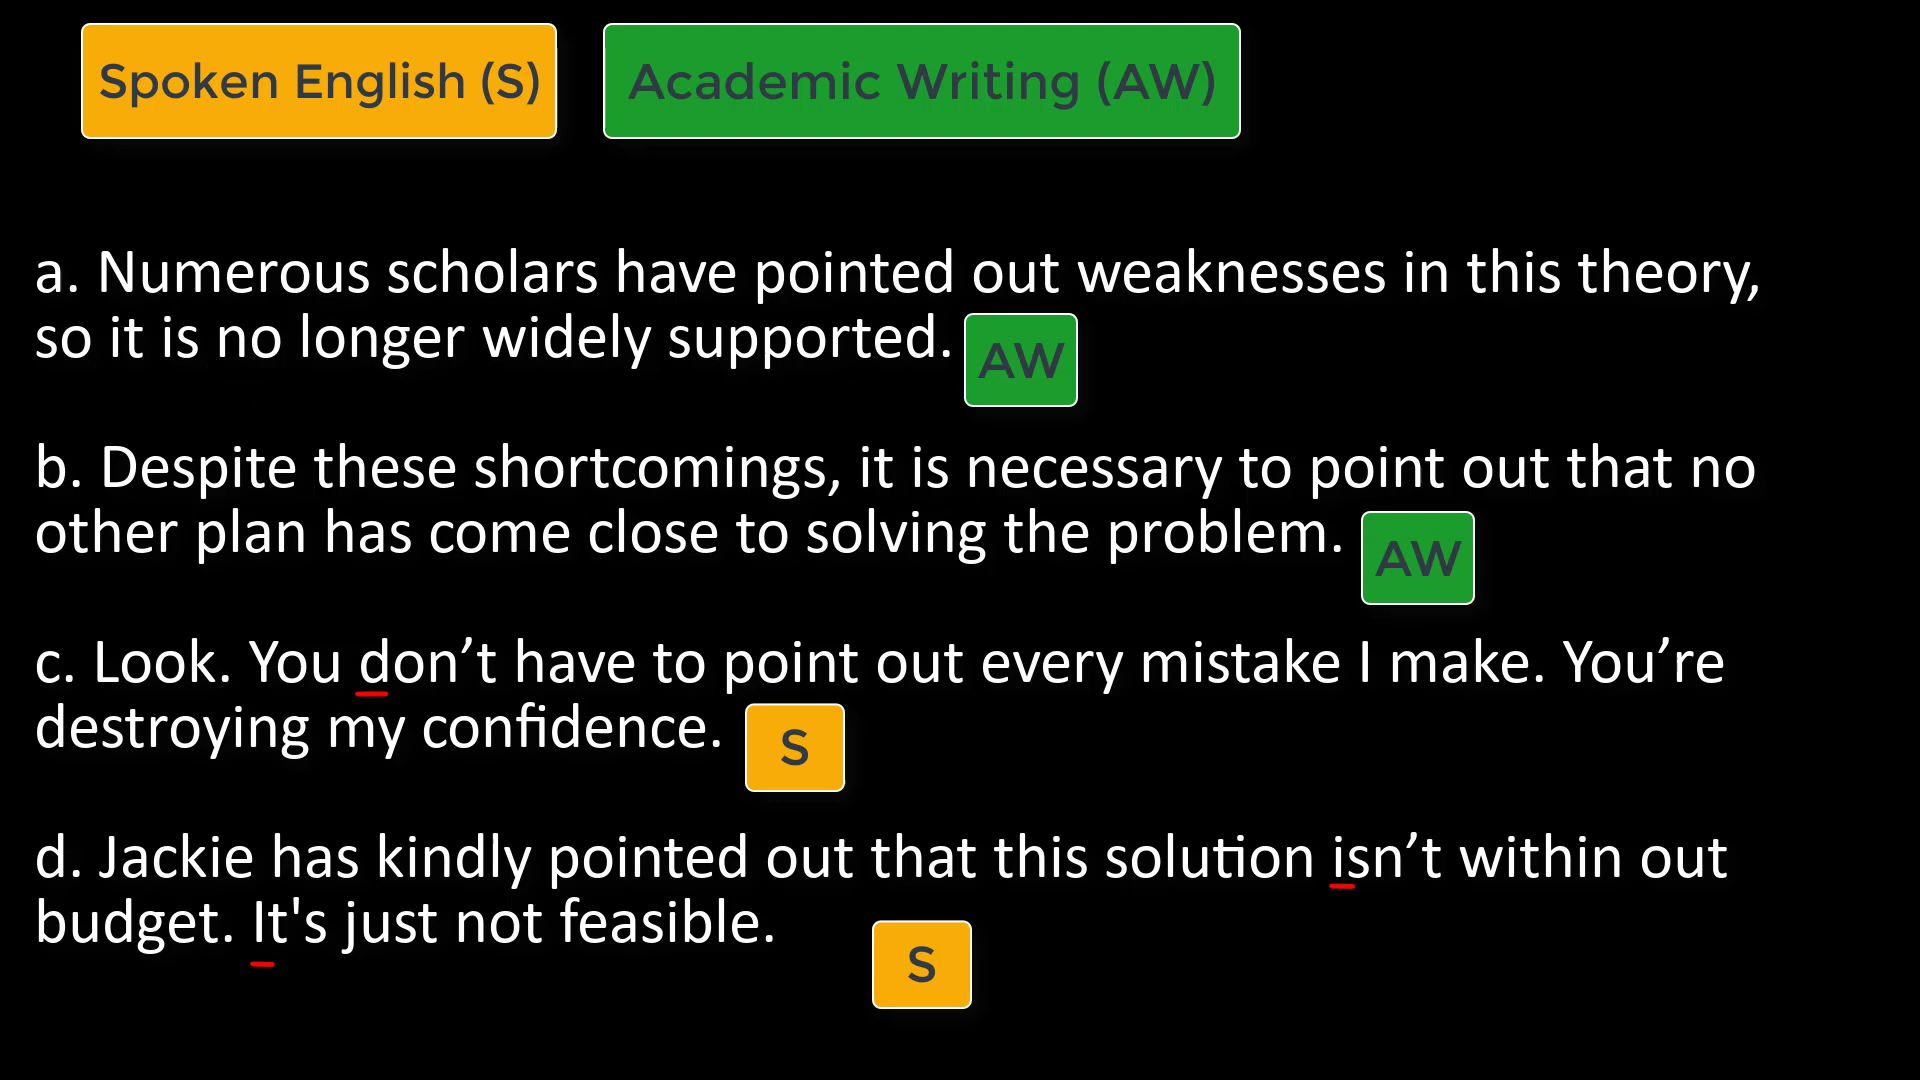 Spoken English (S) Academic Writing (AW)
a. Numerous scholars have pointed out weaknesses in this theory,
so it is no longer widely supported. AW
b. Despite these shortcomings, it is necessary to point out that no
other plan has come close to solving the problem. AW
c. Look. You don’t have to point out every mistake I make. You’re
destroying my confidence. S
d. Jackie has kindly pointed out that this solution isn’t within out
budget. It's just not feasible. S